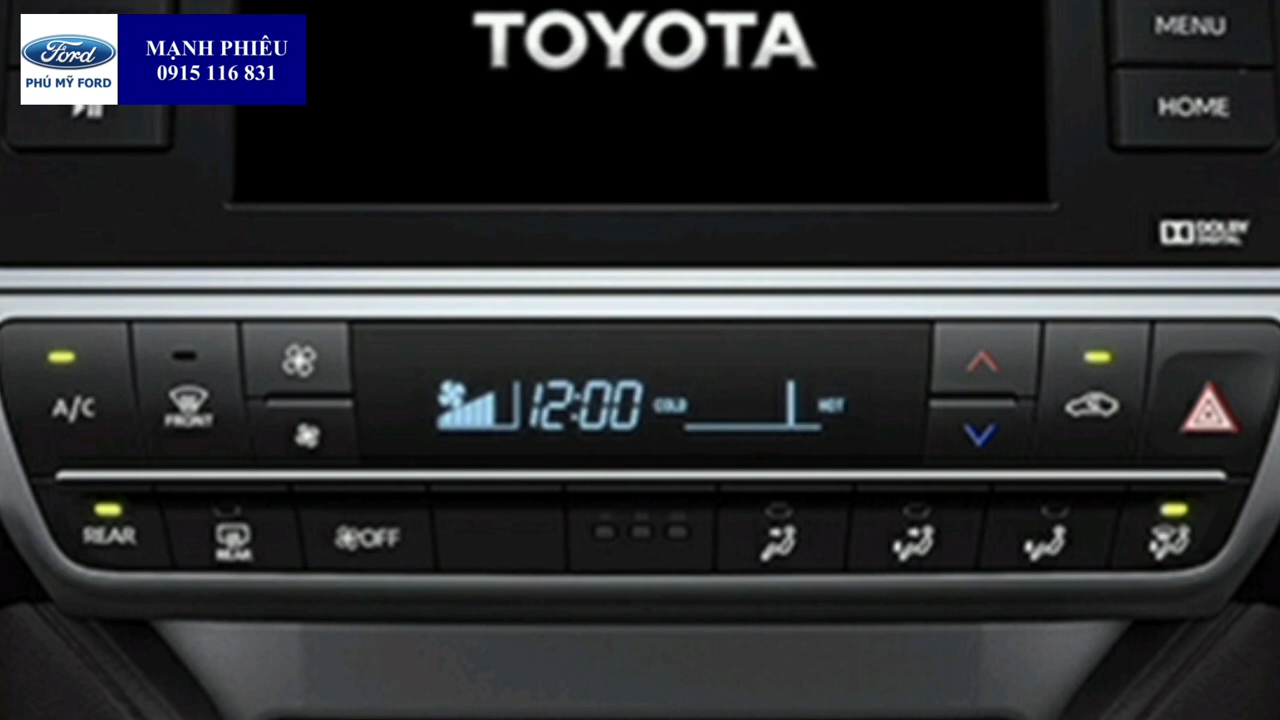 Ford
PHÚ MỸ FORD
MẠNH PHIÊU
0915 116 831
TOYOTA
MENU
HOME
DOLBY
DIGITAL
A/C
FRONT
12:00
COLD
HOT
REAR
REAR
OFF